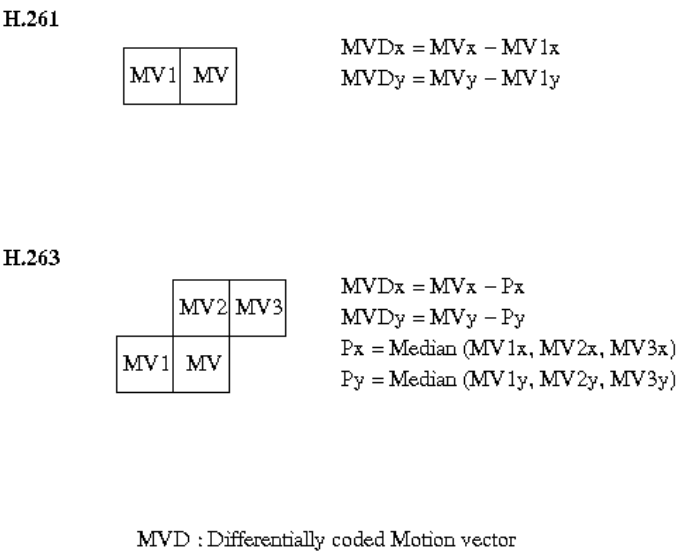 H.261
MV1 MV
MVDx = MVx – MV1x
MVDy = MVy – MV1y
H.263
MV2 MV3
MV1 MV
MVDx = MVx – Px
MVDy = MVy – Py
Px = Median (MV1x, MV2x, MV3x)
Py = Median (MV1y, MV2y, MV3y)
MVD : Differentially coded Motion vector